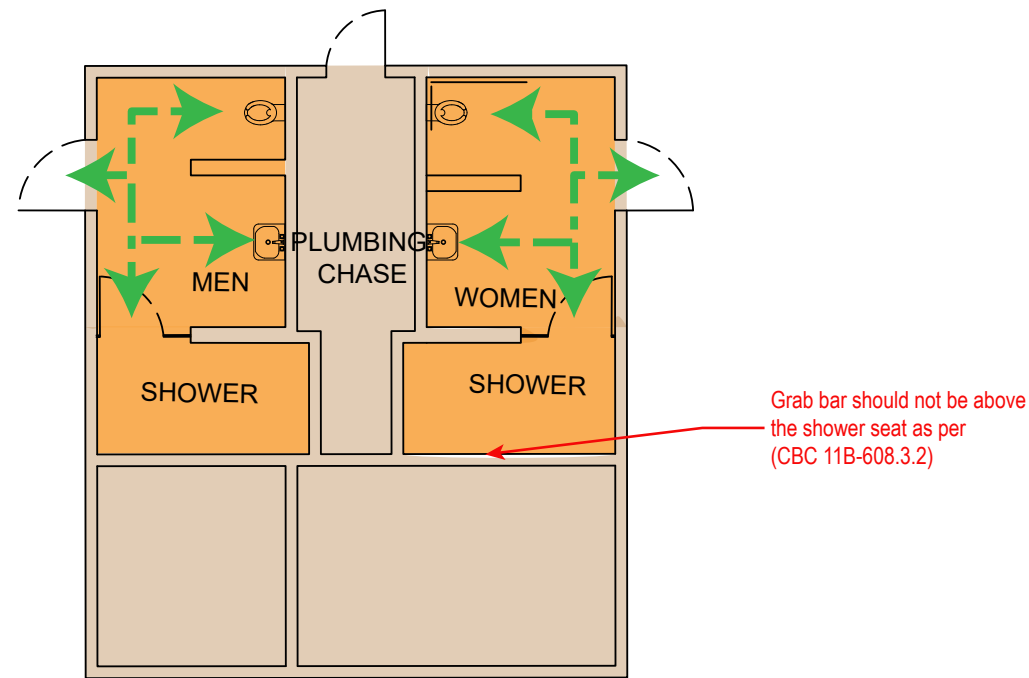 PLUMBING
CHASE
MEN
WOMEN
SHOWER
SHOWER
Grab bar should not be above
the shower seat as per
(CBC 11B-608.3.2)